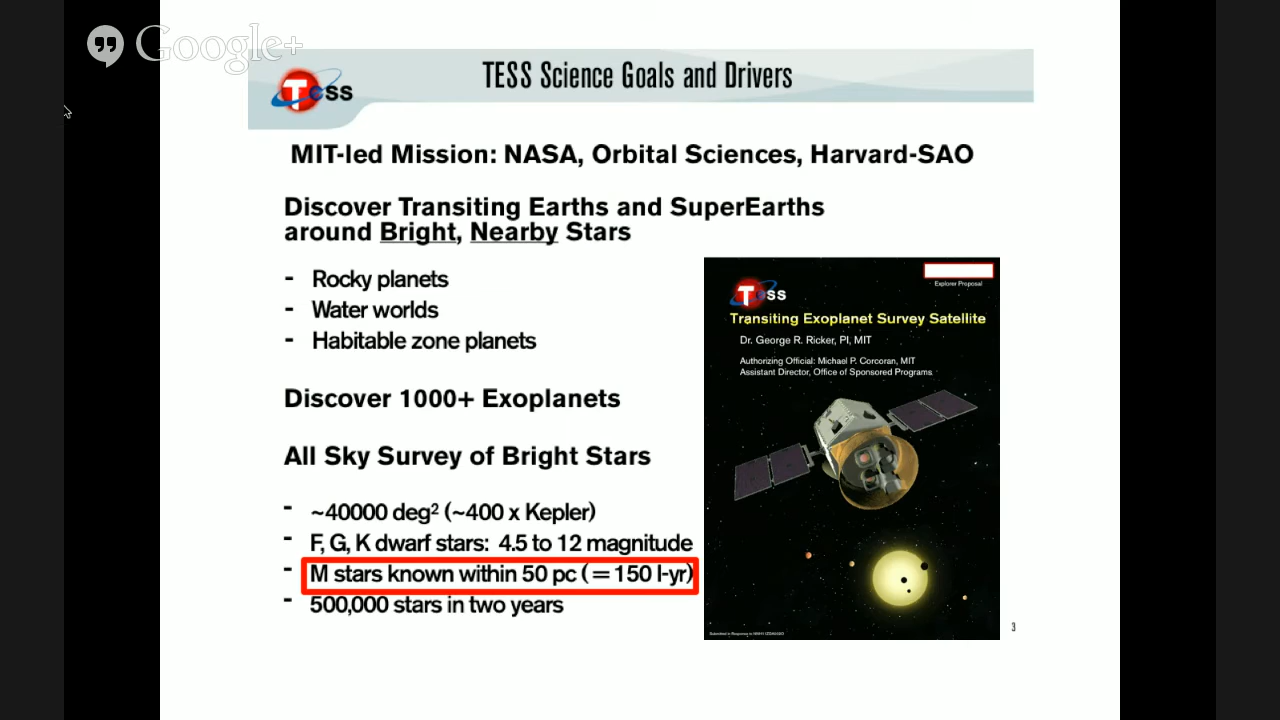 Google+
TESS Science Goals and Drivers
Tess
MIT-led Mission: NASA, Orbital Sciences, Harvard-SAO
Discover Transiting Earths and SuperEarths
around Bright, Nearby Stars
- Rocky planets
- Water worlds
- Habitable zone planets
Discover 1000+ Exoplanets
All Sky Survey of Bright Stars
- ~40000 deg² (~400 x Kepler)
- F, G, K dwarf stars: 4.5 to 12 magnitude
- M stars known within 50 pc (=150 l-yr)
- 500,000 stars in two years
Explorer Proposal
Tess
Transiting Exoplanet Survey Satellite
Dr. George R. Ricker, PI, MIT
Authorizing Official: Michael P. Corcoran, MIT
Assistant Director, Office of Sponsored Programs
3